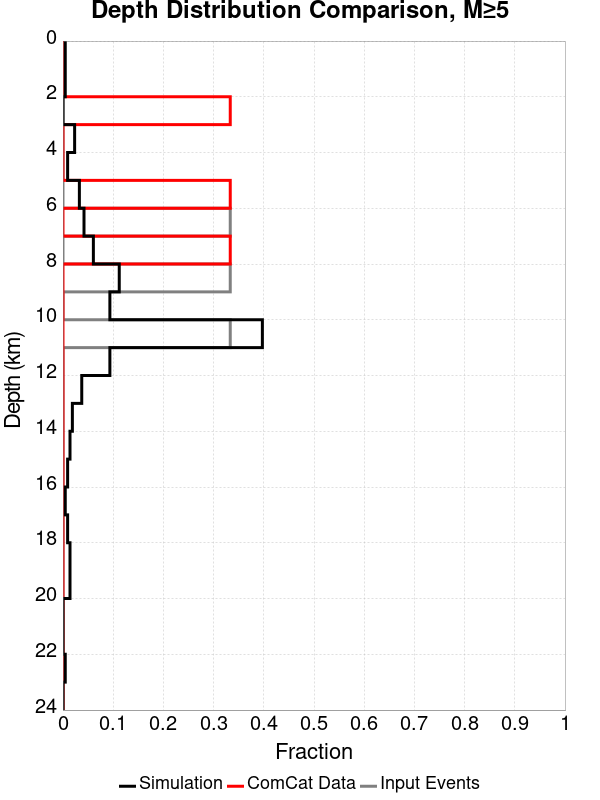 Depth Distribution Comparison, M≥5
0
2
4
6
8
10
12
14
16
18
20
22
24
Depth (km)
0 0.1 0.2 0.3 0.4 0.5 0.6 0.7 0.8 0.9 1
Fraction
Simulation ComCat Data Input Events